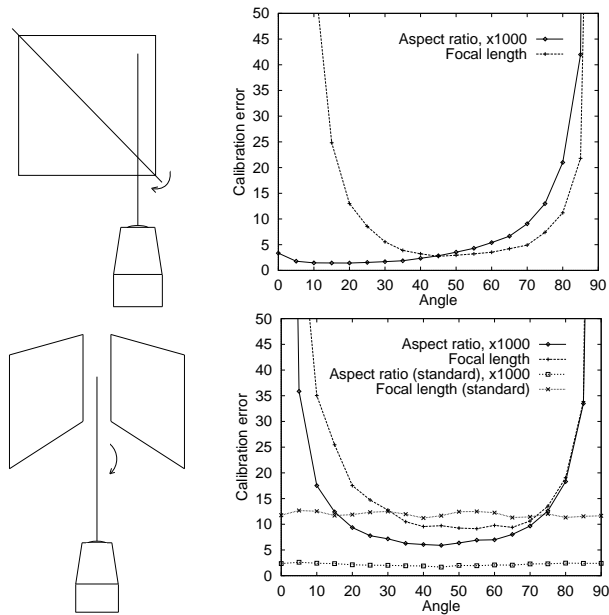 50
45
40
35
30
25
20
15
10
5
0
Calibration error
Aspect ratio, x1000
Focal length
0 10 20 30 40 50 60 70 80 90
Angle
50
45
40
35
30
25
20
15
10
5
0
Calibration error
Aspect ratio, x1000
Focal length
Aspect ratio (standard), x1000
Focal length (standard)
0 10 20 30 40 50 60 70 80 90
Angle